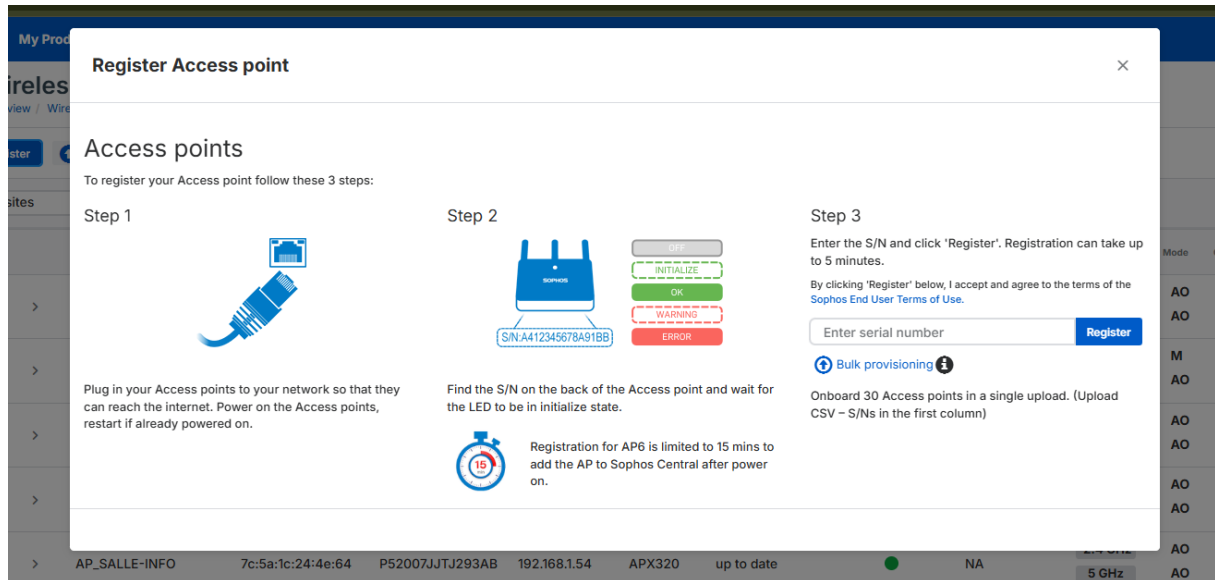 My Prod
ireles
view / Wire
ister
sites
Register Access point
×
Access points
To register your Access point follow these 3 steps:
Step 1
Plug in your Access points to your network so that they
can reach the internet. Power on the Access points,
restart if already powered on.
Step 2
SOPHOS
S/N:A412345678A91BB
OFF
INITIALIZE
OK
WARNING
ERROR
Find the S/N on the back of the Access point and wait for
the LED to be in initialize state.
15
Registration for AP6 is limited to 15 mins to
add the AP to Sophos Central after power
on.
Step 3
Enter the S/N and click 'Register'. Registration can take up
to 5 minutes.
By clicking 'Register' below, I accept and agree to the terms of the
Sophos End User Terms of Use.
Enter serial number Register
Bulk provisioning
Onboard 30 Access points in a single upload. (Upload
CSV – S/Ns in the first column)
Mode
AO
AO
M
AO
AO
AO
AO
AO
AP_SALLE-INFO 7c:5a:1c:24:4e:64 P52007JJTJ293AB 192.168.1.54 APX320 up to date NA 2.4 GHz AO
5 GHz AO